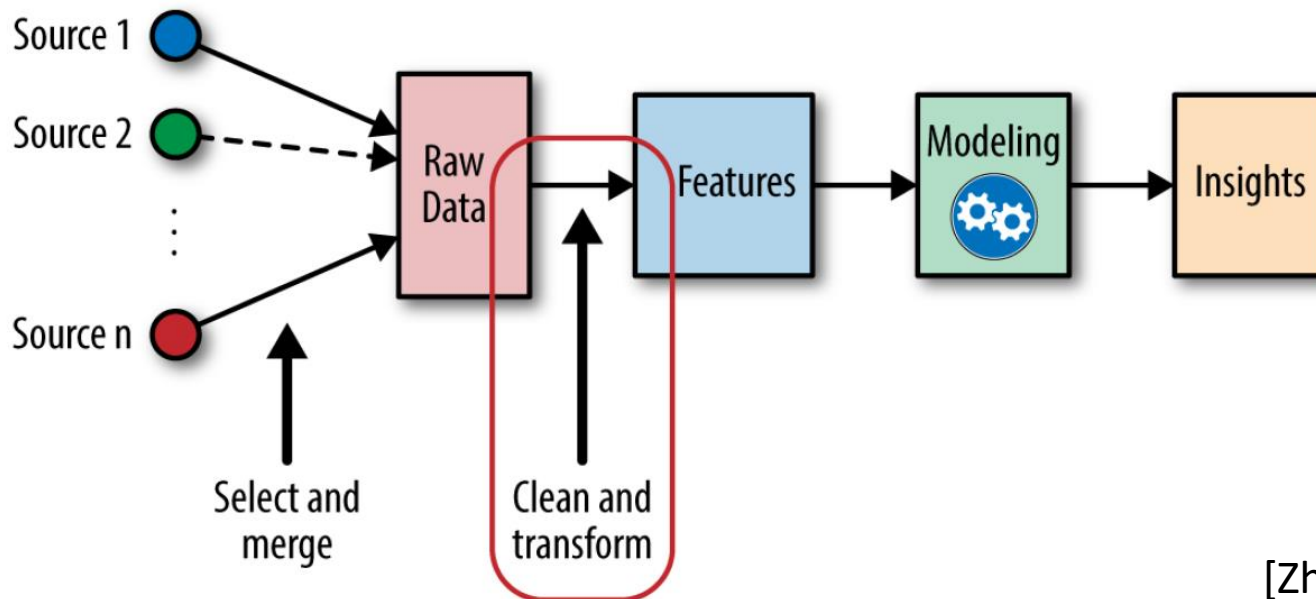 Source 1
Source 2
Source n
Raw
Data
Features
Modeling
Insights
Select and
merge
Clean and
transform
[Zh